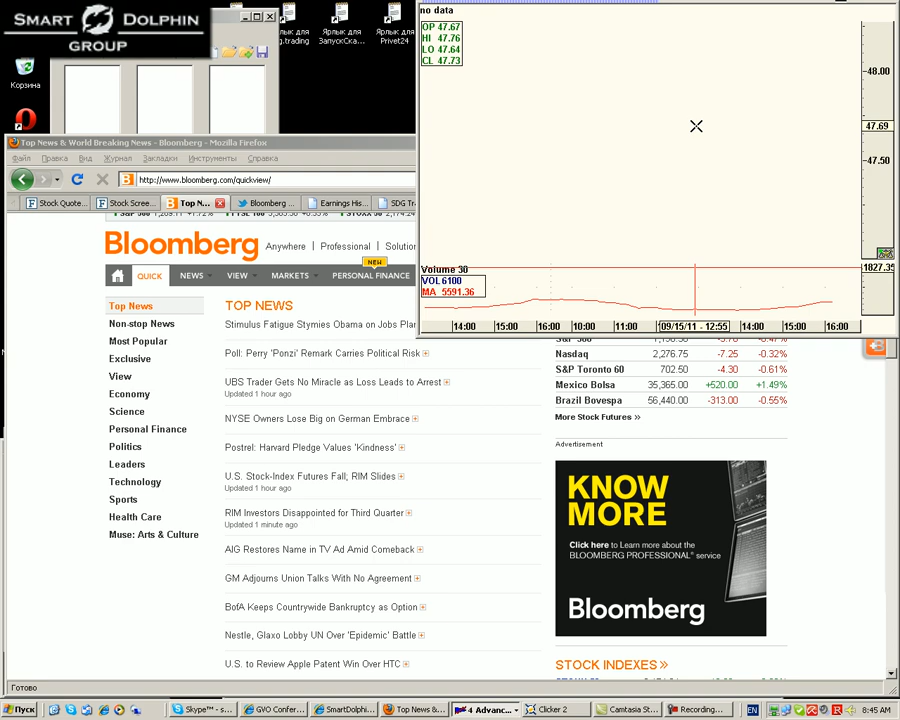 SMART DOLPHIN
GROUP
Корзина
Ярлык для
ЗапускСка...
Ярлык для
Privat24
g.trading
no data
OP 47.67
HI 47.76
LO 47.64
CL 47.73
48.00
47.69
47.50
Volume 30
VOL 6100
MA 5591.36
1827.35
14:00 15:00 16:00 10:00 11:00 09/15/11 - 12:55 14:00 15:00 16:00
Top News & World Breaking News - Bloomberg - Mozilla Firefox
Файл Правка Вид Журнал Закладки Инструменты Справка
http://www.bloomberg.com/quickview/
Stock Quote... Stock Scree... Top N... Bloomberg ... Earnings His... SDG Tr
Bloomberg
Anywhere | Professional | Solution
NEW
QUICK NEWS VIEW MARKETS PERSONAL FINANCE
Top News
Non-stop News
Most Popular
Exclusive
View
Economy
Science
Personal Finance
Politics
Leaders
Technology
Sports
Health Care
Muse: Arts & Culture
TOP NEWS
Stimulus Fatigue Stymies Obama on Jobs Plan
Poll: Perry 'Ponzi' Remark Carries Political Risk
UBS Trader Gets No Miracle as Loss Leads to Arrest
Updated 1 hour ago
NYSE Owners Lose Big on German Embrace
Postrel: Harvard Pledge Values 'Kindness'
U.S. Stock-Index Futures Fall; RIM Slides
Updated 1 hour ago
RIM Investors Disappointed for Third Quarter
Updated 1 minute ago
AIG Restores Name in TV Ad Amid Comeback
GM Adjourns Union Talks With No Agreement
BofA Keeps Countrywide Bankruptcy as Option
Nestle, Glaxo Lobby UN Over 'Epidemic' Battle
U.S. to Review Apple Patent Win Over HTC
Nasdaq 2,276.75 -7.25 -0.32%
S&P Toronto 60 702.50 -4.30 -0.61%
Mexico Bolsa 35,365.00 +520.00 +1.49%
Brazil Bovespa 56,440.00 -313.00 -0.55%
More Stock Futures »
Advertisement
KNOW
MORE
Click here to Learn more about the
BLOOMBERG PROFESSIONAL® service
Bloomberg
STOCK INDEXES »
Готово
Пуск Skype™ - s... GVO Confer... SmartDolphi... Top News &... 4 Advanc... Clicker 2 Camtasia St... Recording... EN 8:45 AM